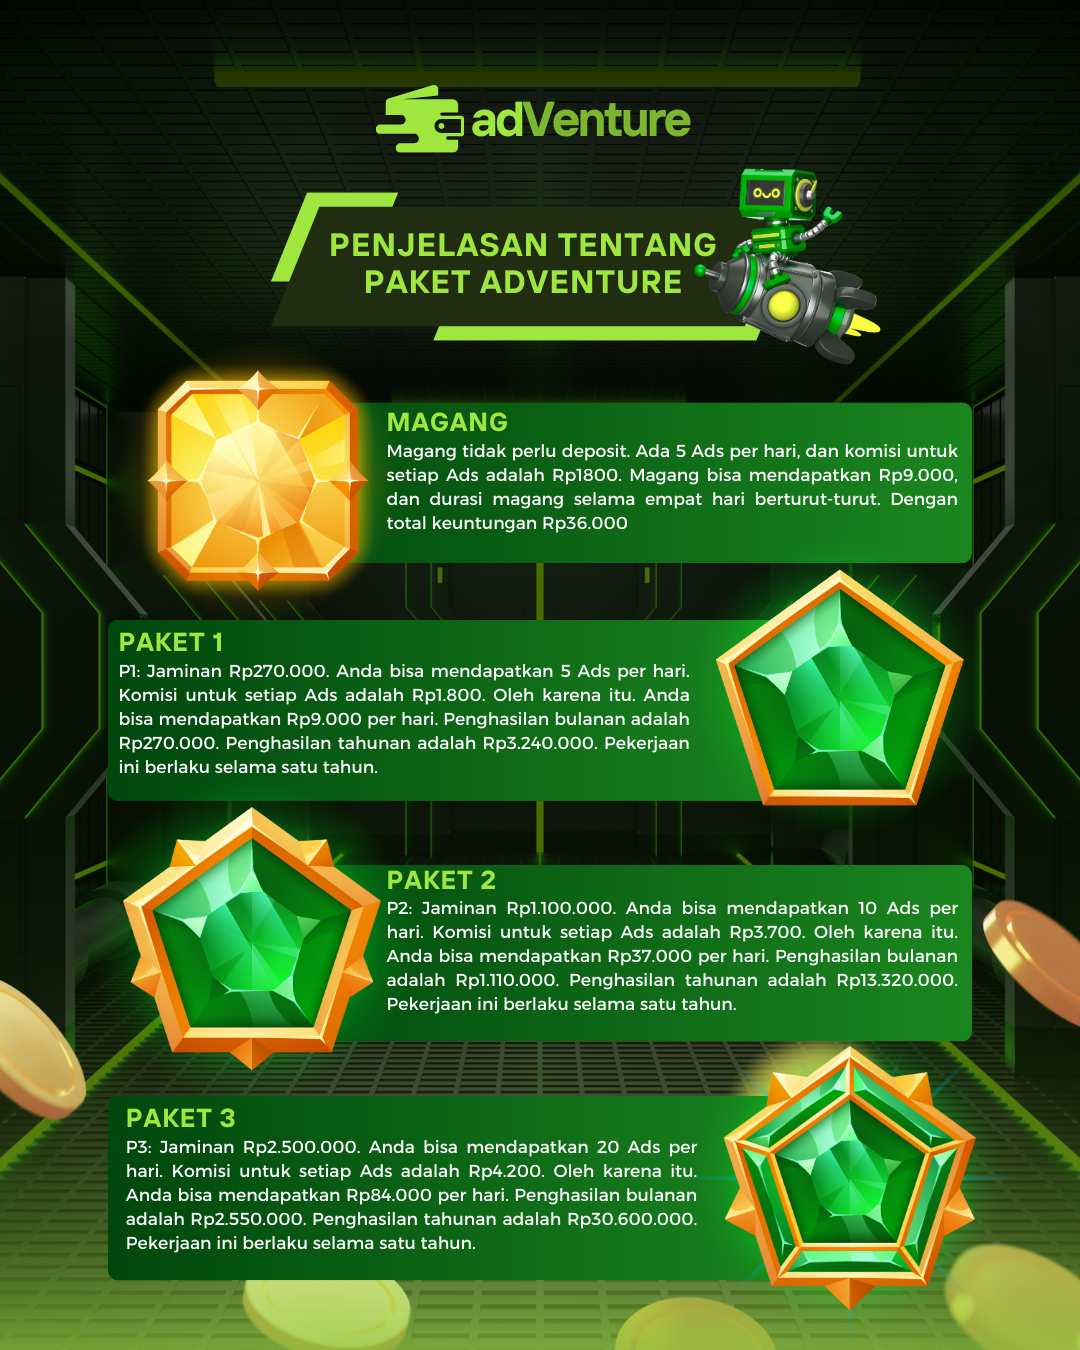 adVenture
PENJELASAN TENTANG
PAKET ADVENTURE
MAGANG
Magang tidak perlu deposit. Ada 5 Ads per hari, dan komisi untuk
setiap Ads adalah Rp1800. Magang bisa mendapatkan Rp9.000,
dan durasi magang selama empat hari berturut-turut. Dengan
total keuntungan Rp36.000
PAKET 1
P1: Jaminan Rp270.000. Anda bisa mendapatkan 5 Ads per hari.
Komisi untuk setiap Ads adalah Rp1.800. Oleh karena itu. Anda
bisa mendapatkan Rp9.000 per hari. Penghasilan bulanan adalah
Rp270.000. Penghasilan tahunan adalah Rp3.240.000. Pekerjaan
ini berlaku selama satu tahun.
PAKET 2
P2: Jaminan Rp1.100.000. Anda bisa mendapatkan 10 Ads per
hari. Komisi untuk setiap Ads adalah Rp3.700. Oleh karena itu.
Anda bisa mendapatkan Rp37.000 per hari. Penghasilan bulanan
adalah Rp1.110.000. Penghasilan tahunan adalah Rp13.320.000.
Pekerjaan ini berlaku selama satu tahun.
PAKET 3
P3: Jaminan Rp2.500.000. Anda bisa mendapatkan 20 Ads per
hari. Komisi untuk setiap Ads adalah Rp4.200. Oleh karena itu.
Anda bisa mendapatkan Rp84.000 per hari. Penghasilan bulanan
adalah Rp2.550.000. Penghasilan tahunan adalah Rp30.600.000.
Pekerjaan ini berlaku selama satu tahun.